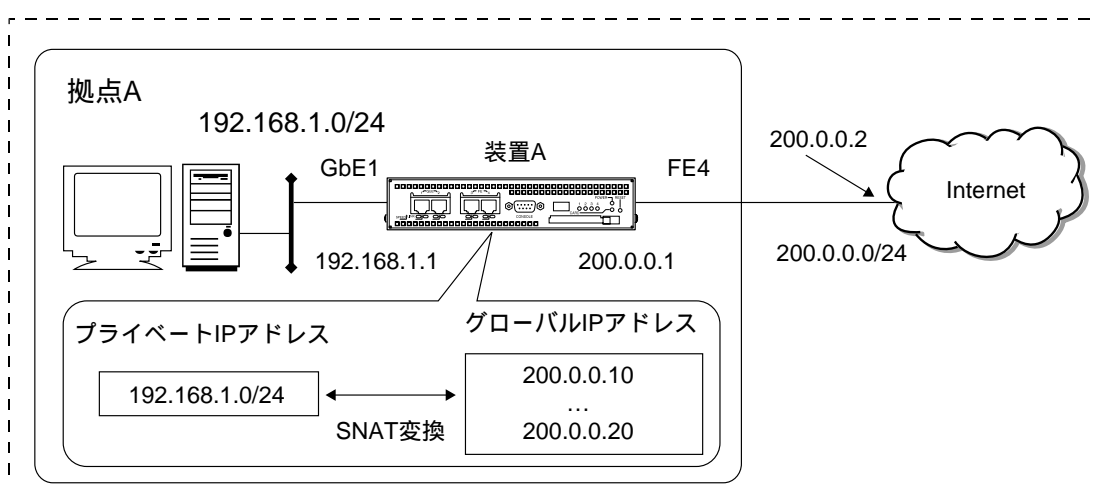 拠点A
192.168.1.0/24
GbE1
装置A
FE4
200.0.0.2
Internet
POWER
RESET
CONSOLE
192.168.1.1
200.0.0.1
200.0.0.0/24
プライベートIPアドレス
グローバルIPアドレス
192.168.1.0/24
SNAT変換
200.0.0.10
…
200.0.0.20